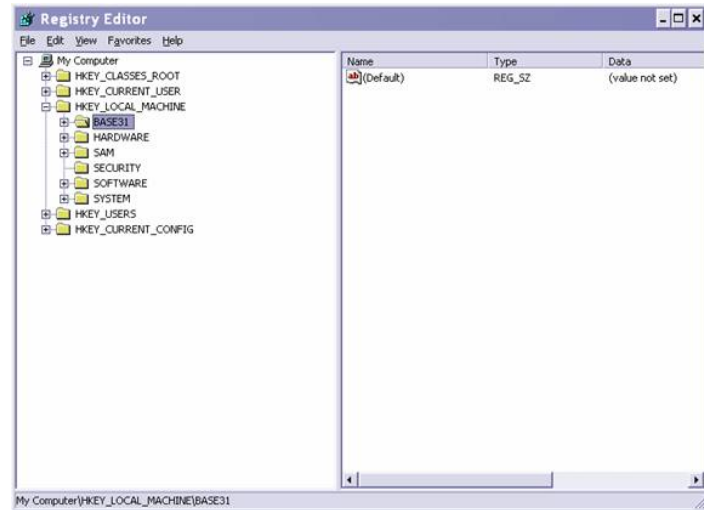 Registry Editor
File Edit View Favorites Help
My Computer
HKEY_CLASSES_ROOT
HKEY_CURRENT_USER
HKEY_LOCAL_MACHINE
BASE31
HARDWARE
SAM
SECURITY
SOFTWARE
SYSTEM
HKEY_USERS
HKEY_CURRENT_CONFIG
Name Type Data
ab (Default) REG_SZ (value not set)
My Computer\HKEY_LOCAL_MACHINE\BASE31